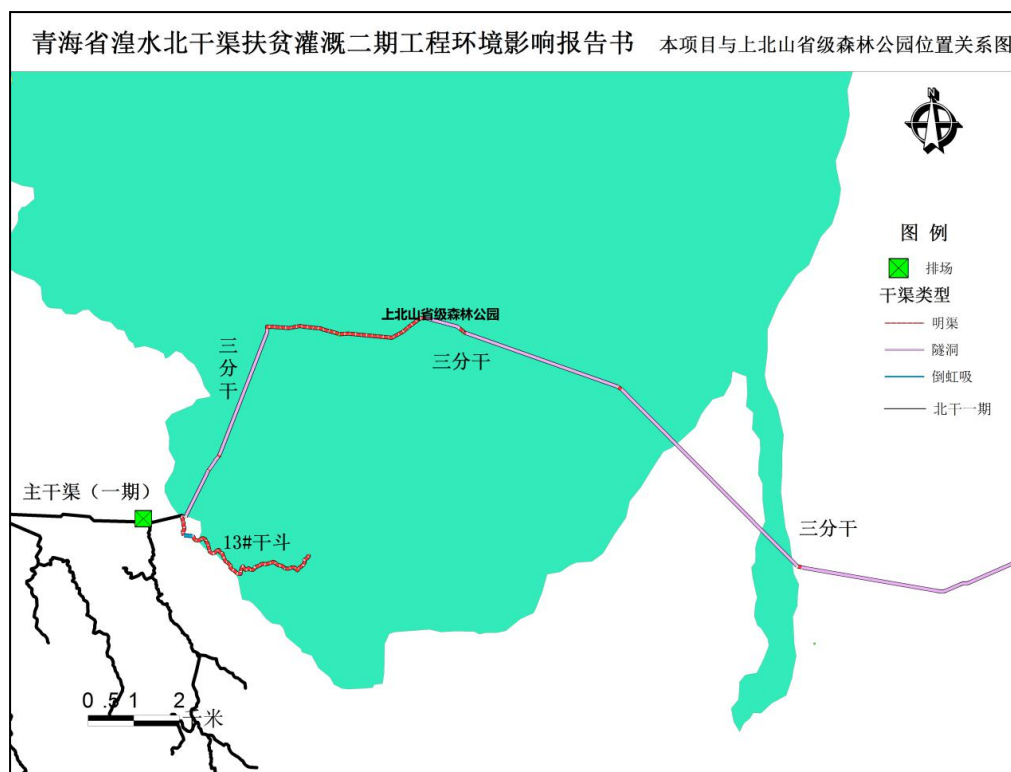 青海省湟水北干渠扶贫灌溉二期工程环境影响报告书 本项目与上北山省级森林公园位置关系图
N
图 例
排场
干渠类型
明渠
隧洞
倒虹吸
北干一期
上北山省级森林公园
三分干
三分干
主干渠（一期）
13#干斗
三分干
0 .5 1 2
千米